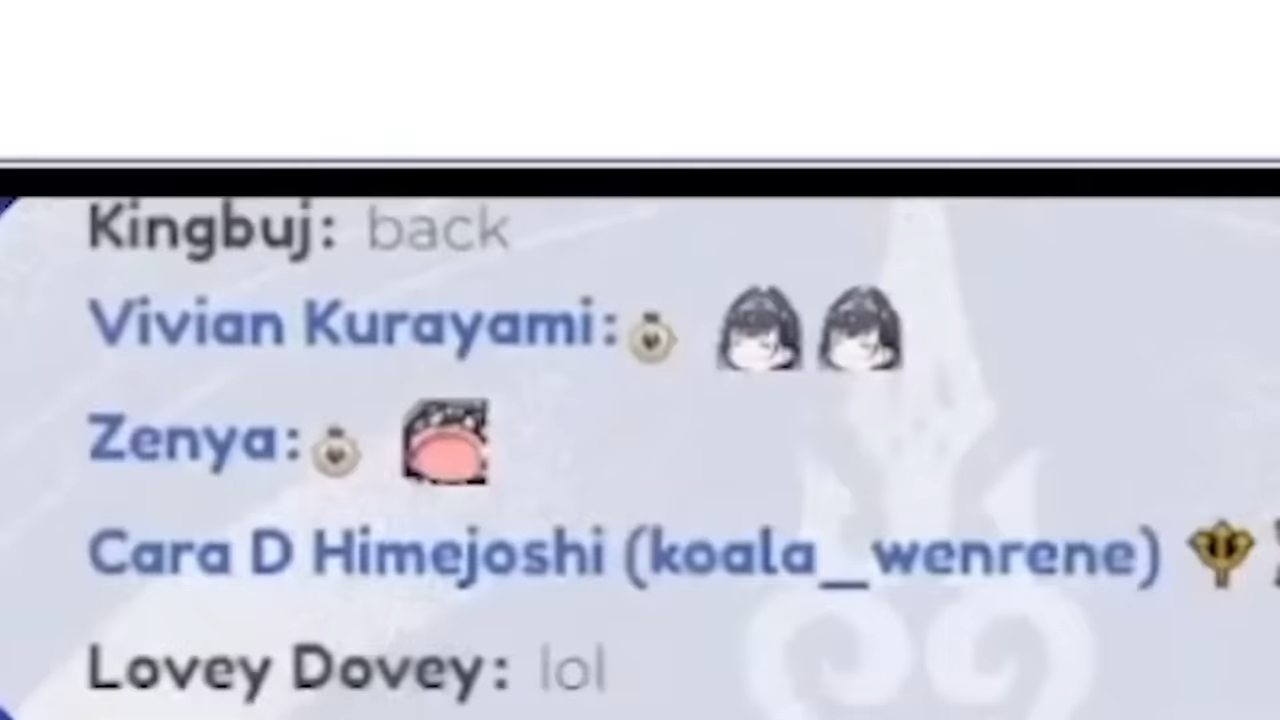 Kingbuj: back
Vivian Kurayami:
Zenya:
Cara D Himejoshi (koala_wenrene)
Lovey Dovey: lol